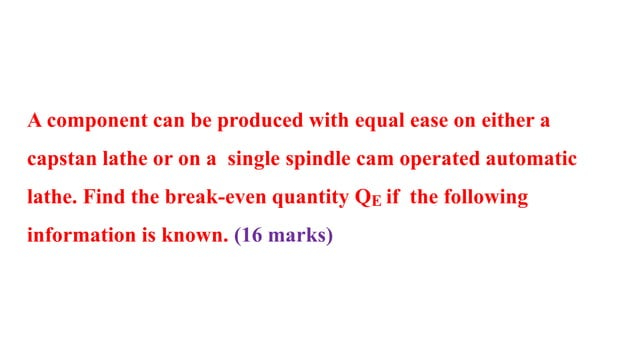 A component can be produced with equal ease on either a
capstan lathe or on a single spindle cam operated automatic
lathe. Find the break-even quantity QE if the following
information is known. (16 marks)